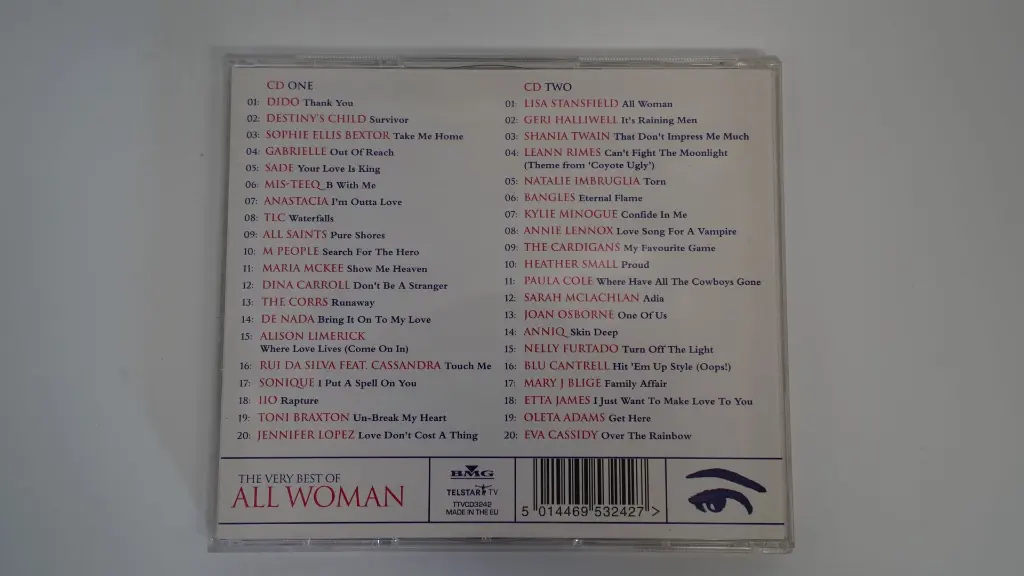 CD ONE
01: DIDO Thank You
02: DESTINY'S CHILD Survivor
03: SOPHIE ELLIS BEXTOR Take Me Home
04: GABRIELLE Out Of Reach
05: SADE Your Love Is King
06: MIS-TEEQ B With Me
07: ANASTACIA I'm Outta Love
08: TLC Waterfalls
09: ALL SAINTS Pure Shores
10: M PEOPLE Search For The Hero
11: MARIA MCKEE Show Me Heaven
12: DINA CARROLL Don't Be A Stranger
13: THE CORRS Runaway
14: DE NADA Bring It On To My Love
15: ALISON LIMERICK
Where Love Lives (Come On In)
16: RUI DA SILVA FEAT. CASSANDRA Touch Me
17: SONIQUE I Put A Spell On You
18: IIO Rapture
19: TONI BRAXTON Un-Break My Heart
20: JENNIFER LOPEZ Love Don't Cost A Thing
CD TWO
01: LISA STANSFIELD All Woman
02: GERI HALLIWELL It's Raining Men
03: SHANIA TWAIN That Don't Impress Me Much
04: LEANN RIMES Can't Fight The Moonlight
(Theme from 'Coyote Ugly')
05: NATALIE IMBRUGLIA Torn
06: BANGLES Eternal Flame
07: KYLIE MINOGUE Confide In Me
08: ANNIE LENNOX Love Song For A Vampire
09: THE CARDIGANS My Favourite Game
10: HEATHER SMALL Proud
11: PAULA COLE Where Have All The Cowboys Gone
12: SARAH MCLACHLAN Adia
13: JOAN OSBORNE One Of Us
14: ANNIQ Skin Deep
15: NELLY FURTADO Turn Off The Light
16: BLU CANTRELL Hit 'Em Up Style (Oops!)
17: MARY J BLIGE Family Affair
18: ETTA JAMES I Just Want To Make Love To You
19: OLETA ADAMS Get Here
20: EVA CASSIDY Over The Rainbow
THE VERY BEST OF
ALL WOMAN
BMG
TELSTAR TV
TTVCD3242
MADE IN THE EU
5 014469 532427 >